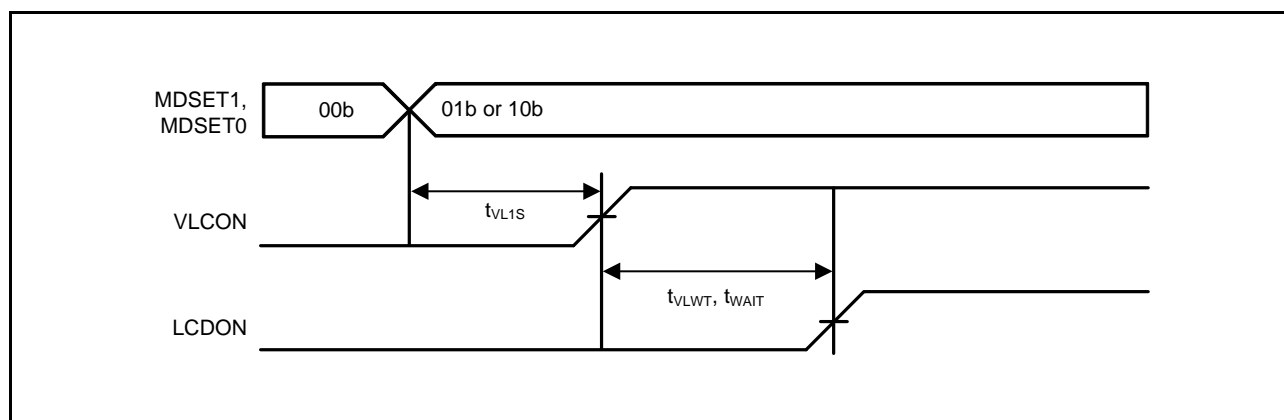 MDSET1,
MDSET0
00b
01b or 10b
tVL1S
VLCON
tVLWT, tWAIT
LCDON